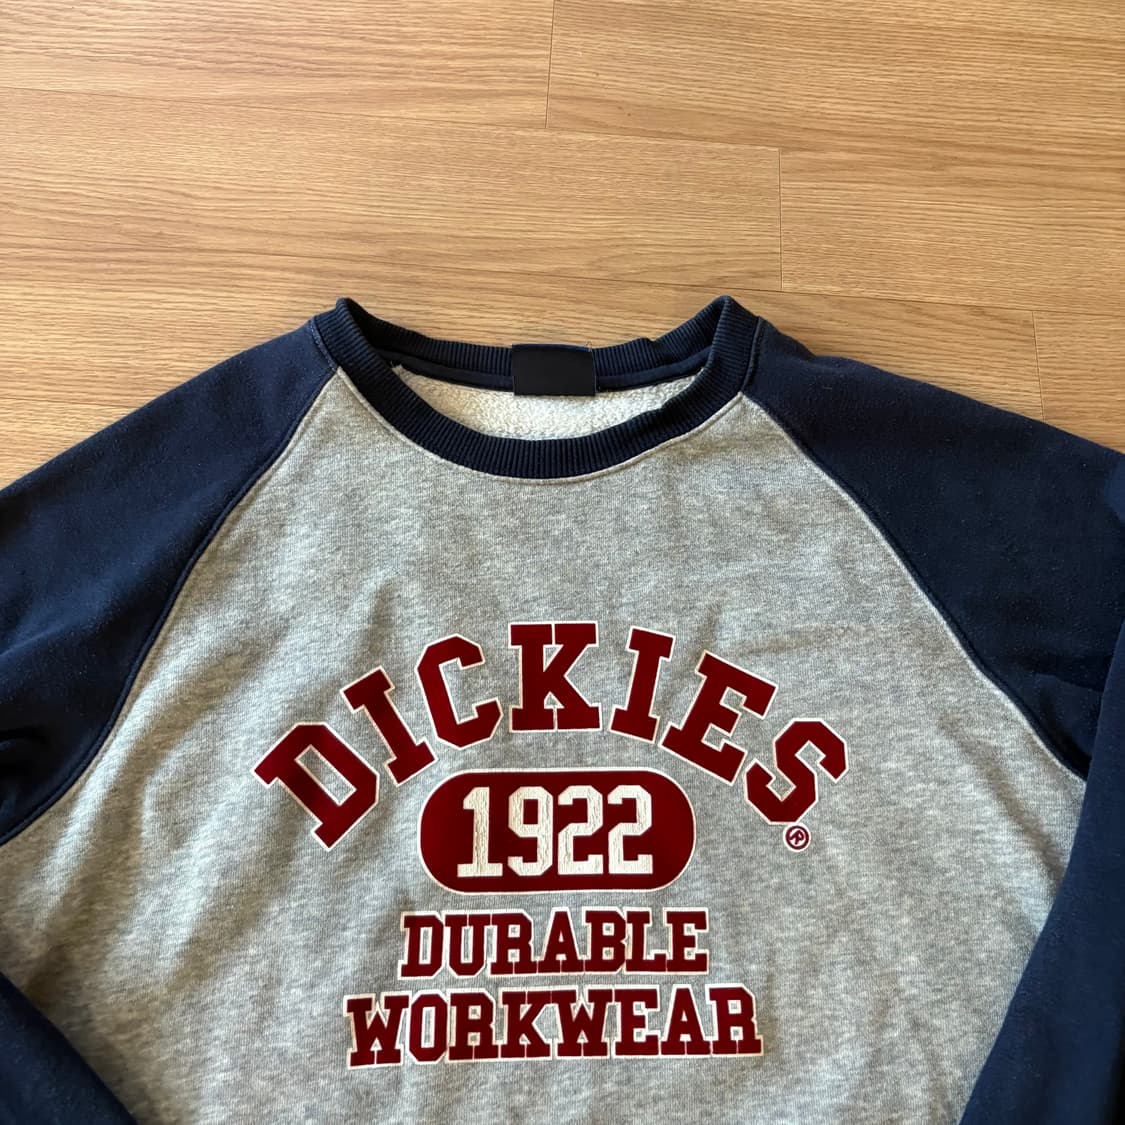 DICKIES®
1922
DURABLE
WORKWEAR